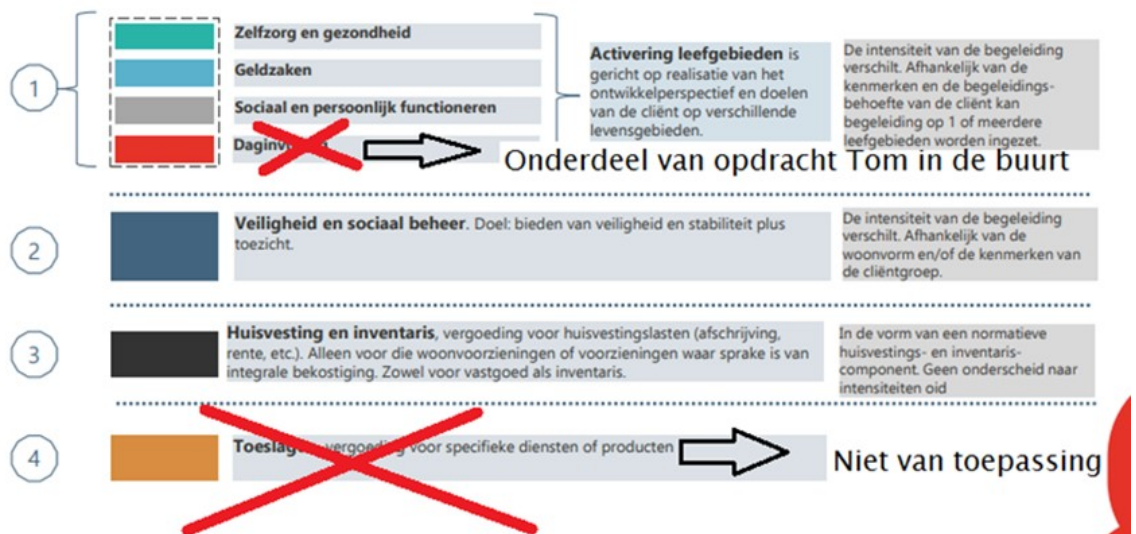 1
Zelfzorg en gezondheid
Geldzaken
Sociaal en persoonlijk functioneren
Activering leefgebieden is
gericht op realisatie van het
ontwikkelperspectief en doelen
van de cliënt op verschillende
levensgebieden.
De intensiteit van de begeleiding
verschilt. Afhankelijk van de
kenmerken en de begeleidings-
behoefte van de cliënt kan
begeleiding op 1 of meerdere
leefgebieden worden ingezet.
Onderdeel van opdracht Tom in de buurt
2
Veiligheid en sociaal beheer. Doel: bieden van veiligheid en stabiliteit plus
toezicht.
De intensiteit van de begeleiding
verschilt. Afhankelijk van de
woonvorm en/of de kenmerken van
de cliëntgroep.
3
Huisvesting en inventaris, vergoeding voor huisvestingslasten (afschrijving,
rente, etc.). Alleen voor die woonvoorzieningen of voorzieningen waar sprake is van
integrale bekostiging. Zowel voor vastgoed als inventaris.
In de vorm van een normatieve
huisvestings- en inventaris-
component. Geen onderscheid naar
intensiteiten oid
4
vergoeding voor specifieke diensten of producten
Niet van toepassing